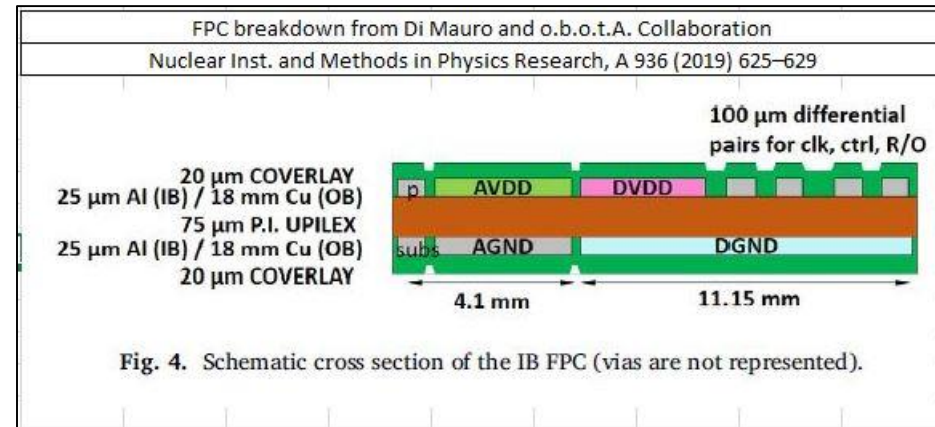 FPC breakdown from Di Mauro and o.b.o.t.A. Collaboration
Nuclear Inst. and Methods in Physics Research, A 936 (2019) 625–629
100 µm differential
pairs for clk, ctrl, R/O
20 µm COVERLAY
25 µm Al (IB) / 18 mm Cu (OB)
75 µm P.I. UPILEX
25 µm Al (IB) / 18 mm Cu (OB)
20 µm COVERLAY
p
AVDD
DVDD
subs
AGND
DGND
4.1 mm
11.15 mm
Fig. 4. Schematic cross section of the IB FPC (vias are not represented).